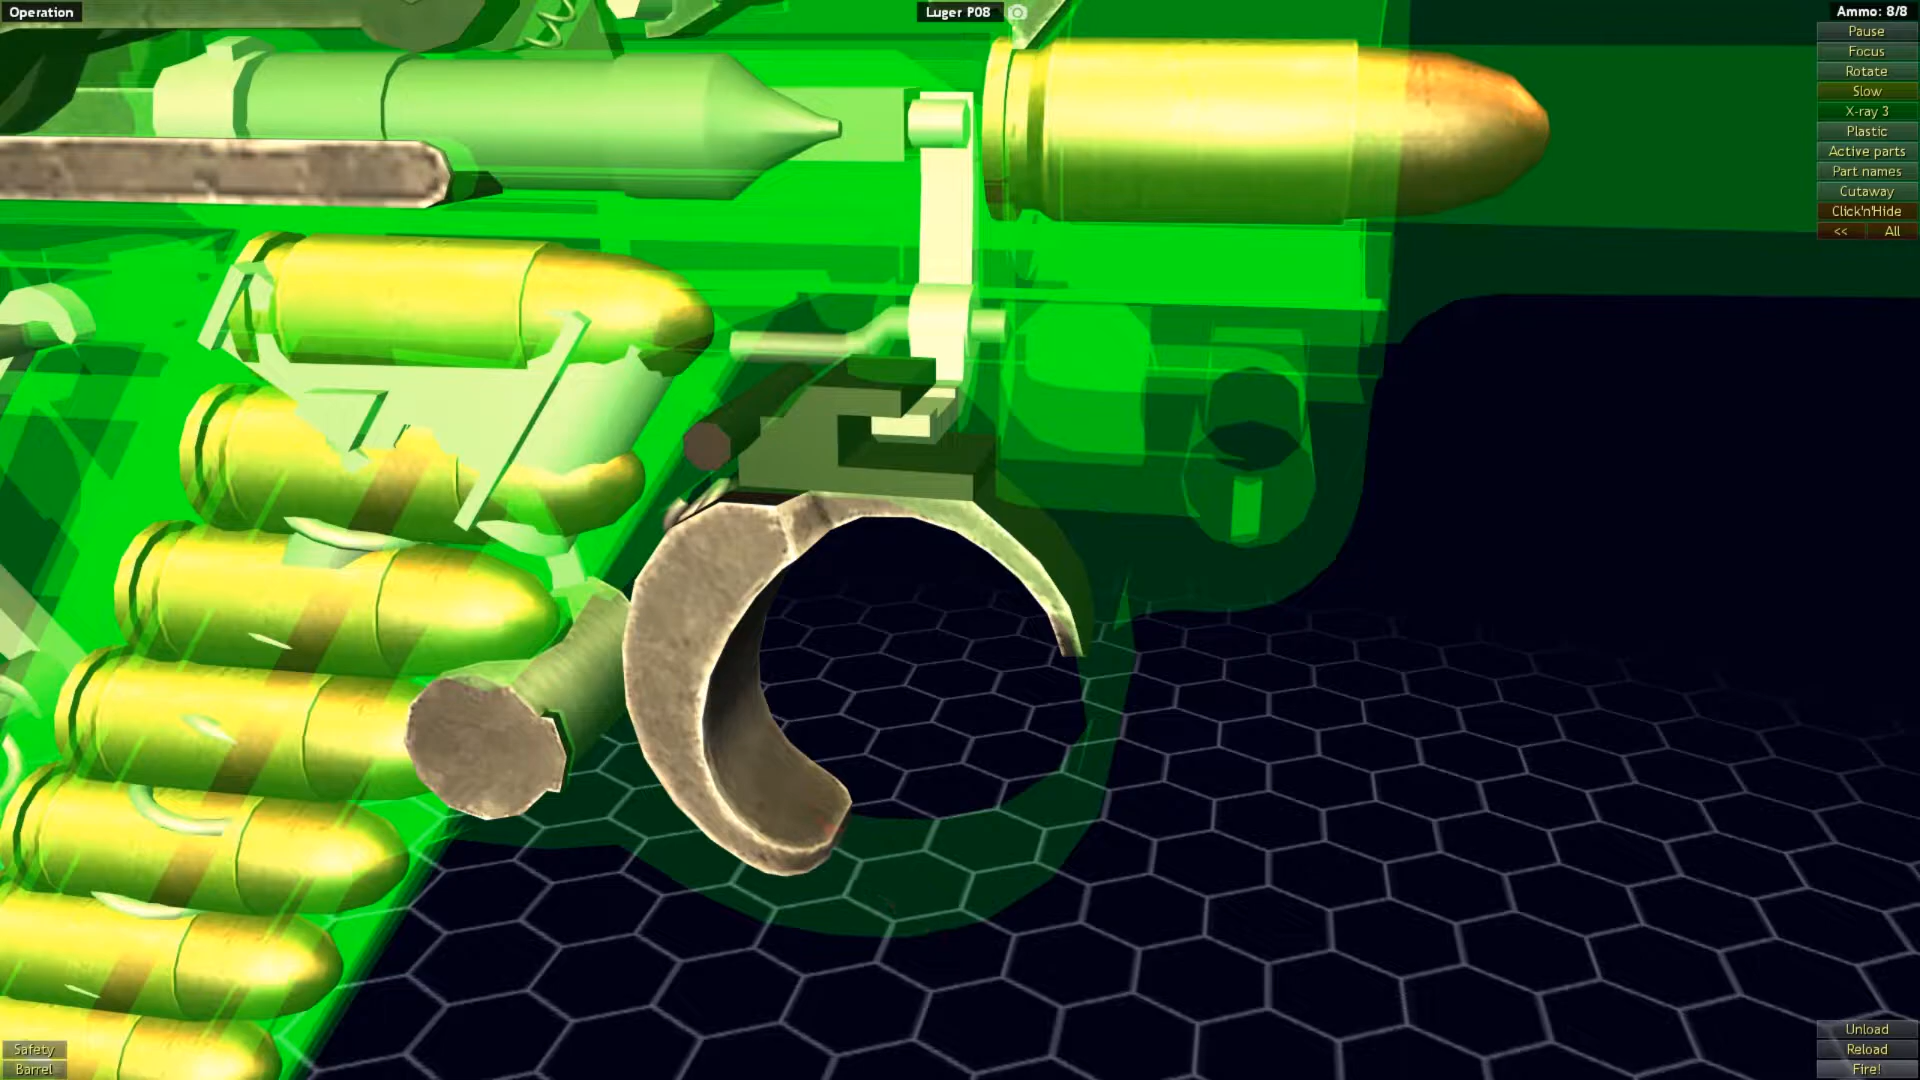 Operation
Luger P08
Ammo: 8/8
Pause
Focus
Rotate
Slow
X-ray 3
Plastic
Active parts
Part names
Cutaway
Click'n'Hide
<< All
Safety
Barrel
Unload
Reload
Fire!